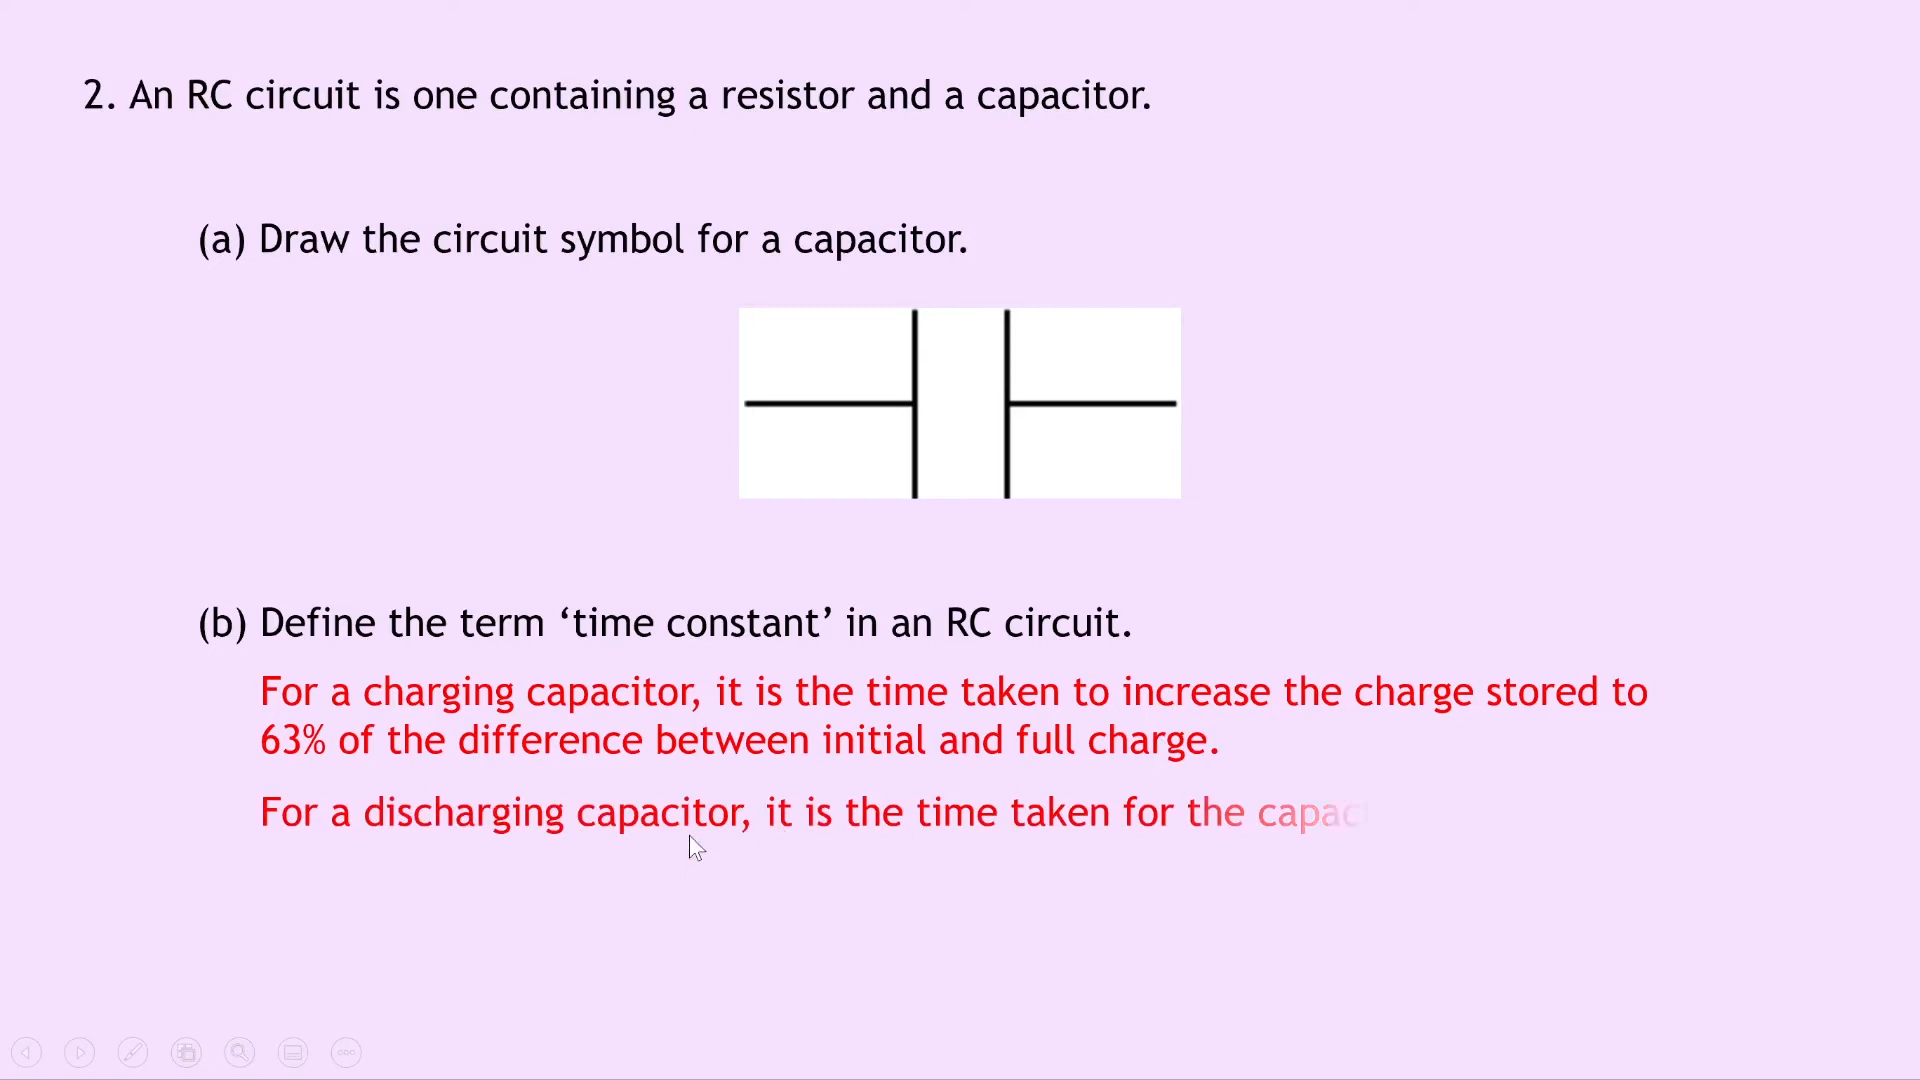 2. An RC circuit is one containing a resistor and a capacitor.
(a) Draw the circuit symbol for a capacitor.
(b) Define the term ‘time constant’ in an RC circuit.
For a charging capacitor, it is the time taken to increase the charge stored to
63% of the difference between initial and full charge.
For a discharging capacitor, it is the time taken for the